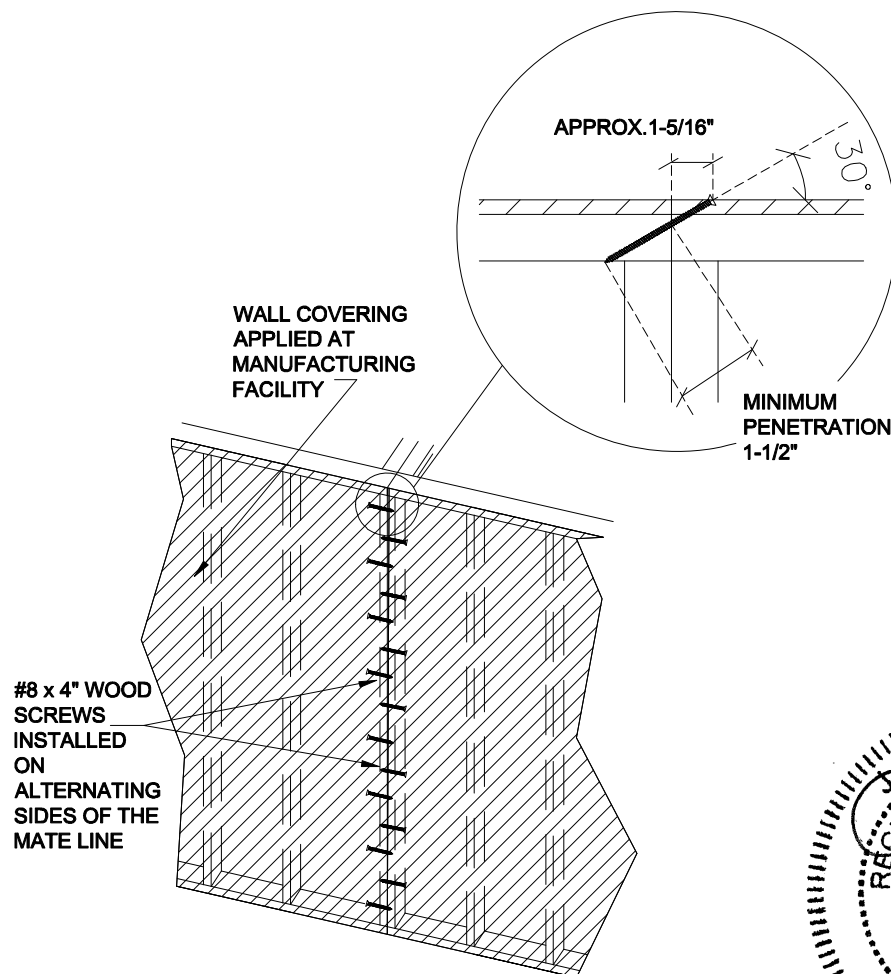 APPROX.1-5/16"
30°
MINIMUM
PENETRATION
1-1/2"
WALL COVERING
APPLIED AT
MANUFACTURING
FACILITY
#8 x 4" WOOD
SCREWS
INSTALLED
ON
ALTERNATING
SIDES OF THE
MATE LINE